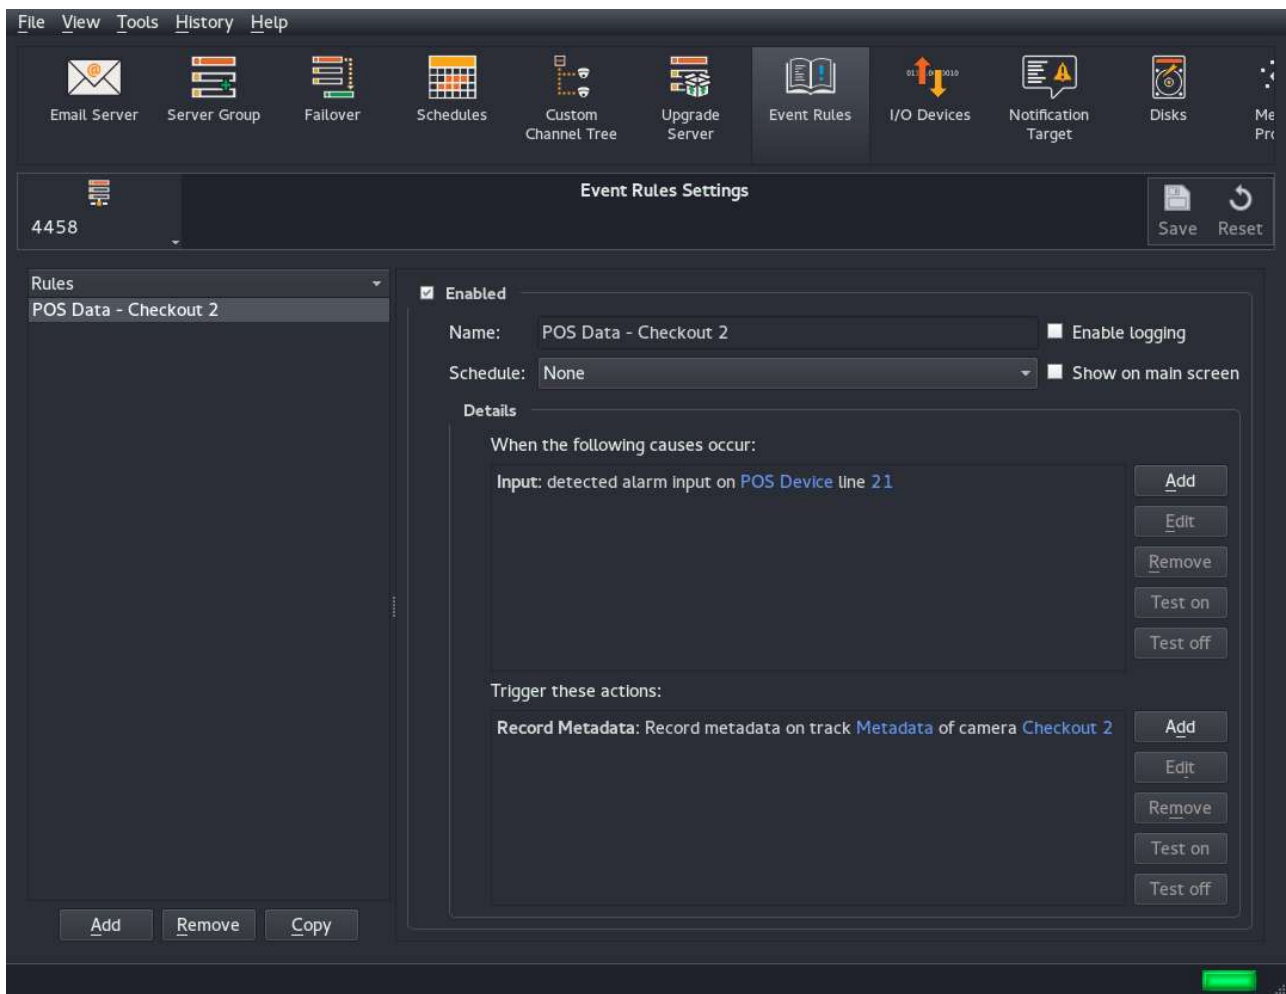 File View Tools History Help
Email Server Server Group Failover Schedules Custom Channel Tree Upgrade Server Event Rules I/O Devices Notification Target Disks
Event Rules Settings
4458
Save Reset
Rules
POS Data - Checkout 2
Enabled
Name: POS Data - Checkout 2 Enable logging
Schedule: None Show on main screen
Details
When the following causes occur:
Input: detected alarm input on POS Device line 21
Add
Edit
Remove
Test on
Test off
Trigger these actions:
Record Metadata: Record metadata on track Metadata of camera Checkout 2
Add
Edit
Remove
Test on
Test off
Add Remove Copy